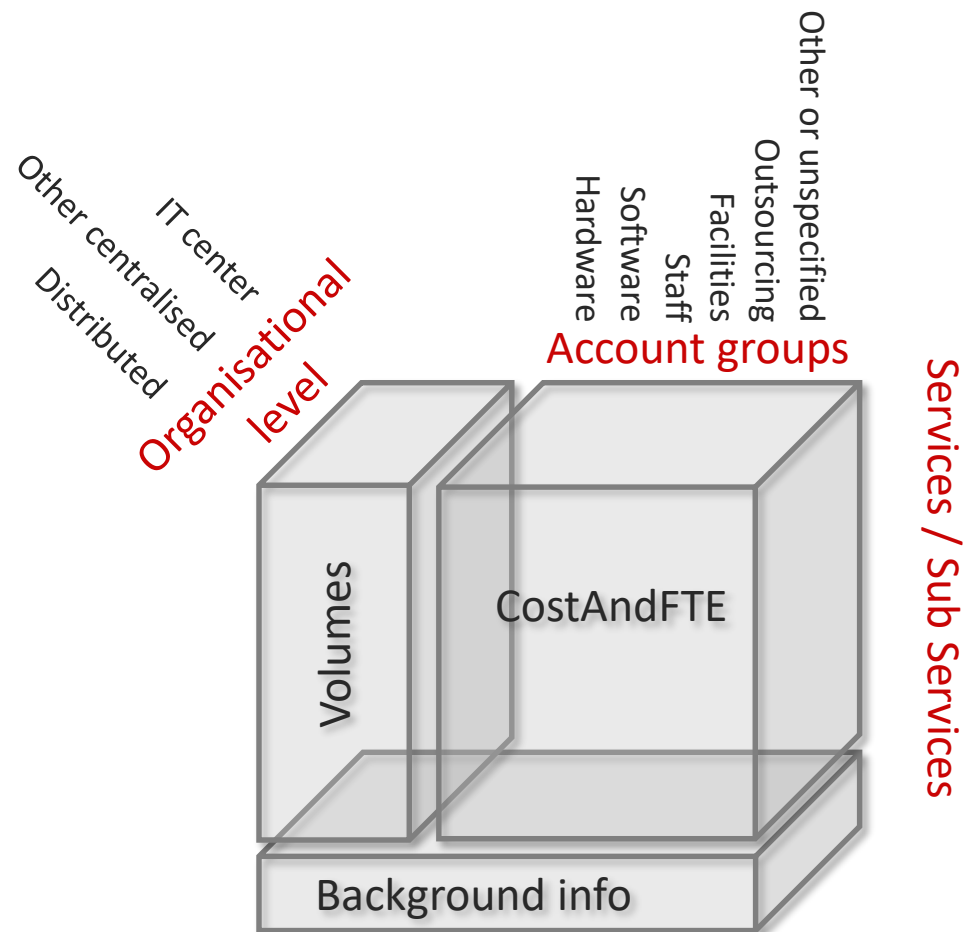 Other or unspecified
Outsourcing
Facilities
Staff
Software
Hardware
IT center
Other centralised
Distributed
Organisational
level
Account groups
Services / Sub Services
Volumes
CostAndFTE
Background info